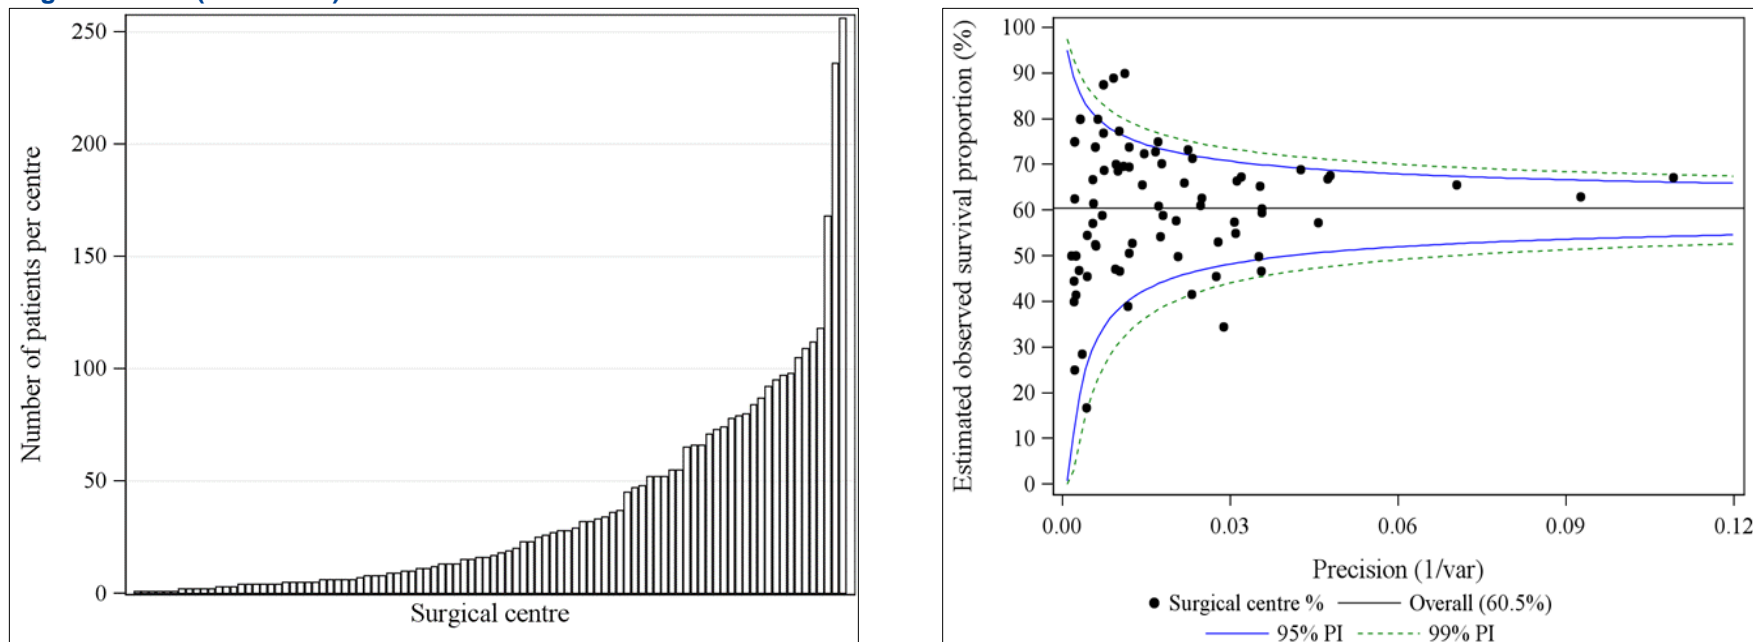 250
200
150
100
50
0
Number of patients per centre
Surgical centre
100
90
80
70
60
50
40
30
20
10
0
Estimated observed survival proportion (%)
0.00 0.03 0.06 0.09 0.12
Precision (1/var)
Surgical centre % Overall (60.5%)
95% PI 99% PI